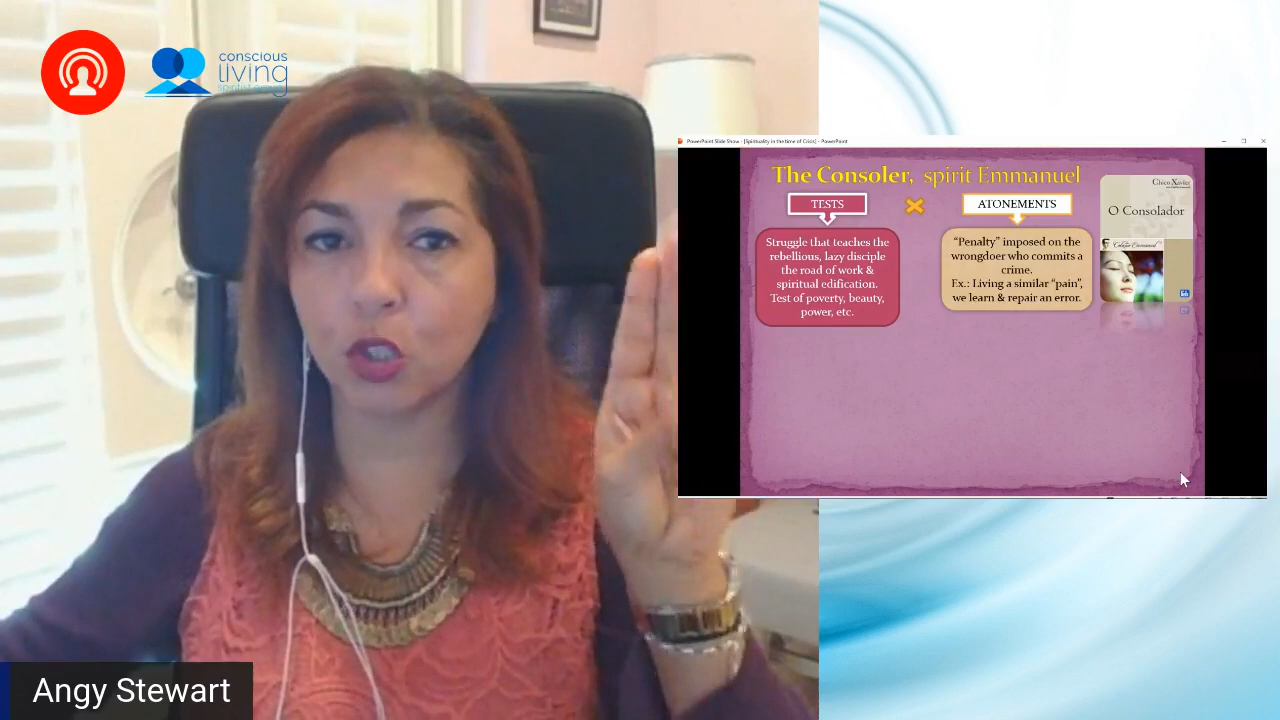 conscious
living
PowerPoint Slide Show - [Spirituality in the time of Crisis] - PowerPoint
The Consoler, spirit Emmanuel
TESTS
ATONEMENTS
Struggle that teaches the
rebellious, lazy disciple
the road of work &
spiritual edification.
Test of poverty, beauty,
power, etc.
“Penalty” imposed on the
wrongdoer who commits a
crime.
Ex.: Living a similar “pain”,
we learn & repair an error.
Chico Xavier
O Consolador
Angy Stewart